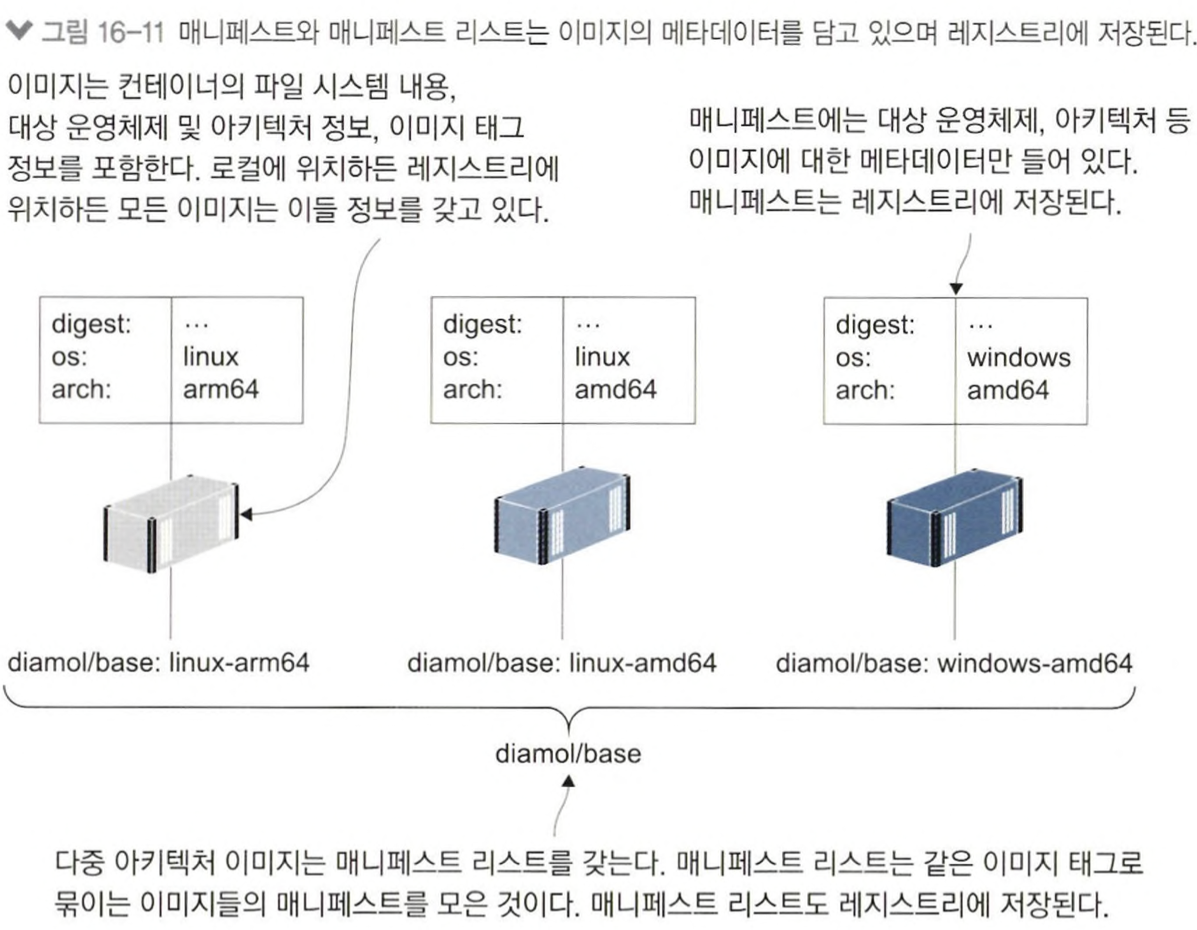 그림 16-11 매니페스트와 매니페스트 리스트는 이미지의 메타데이터를 담고 있으며 레지스트리에 저장된다.
이미지는 컨테이너의 파일 시스템 내용,
대상 운영체제 및 아키텍처 정보, 이미지 태그
정보를 포함한다. 로컬에 위치하든 레지스트리에
위치하든 모든 이미지는 이들 정보를 갖고 있다.
매니페스트에는 대상 운영체제, 아키텍처 등
이미지에 대한 메타데이터만 들어 있다.
매니페스트는 레지스트리에 저장된다.
digest: ...
os: linux
arch: arm64
digest: ...
os: linux
arch: amd64
digest: ...
os: windows
arch: amd64
diamol/base: linux-arm64
diamol/base: linux-amd64
diamol/base: windows-amd64
diamol/base
다중 아키텍처 이미지는 매니페스트 리스트를 갖는다. 매니페스트 리스트는 같은 이미지 태그로
묶이는 이미지들의 매니페스트를 모은 것이다. 매니페스트 리스트도 레지스트리에 저장된다.